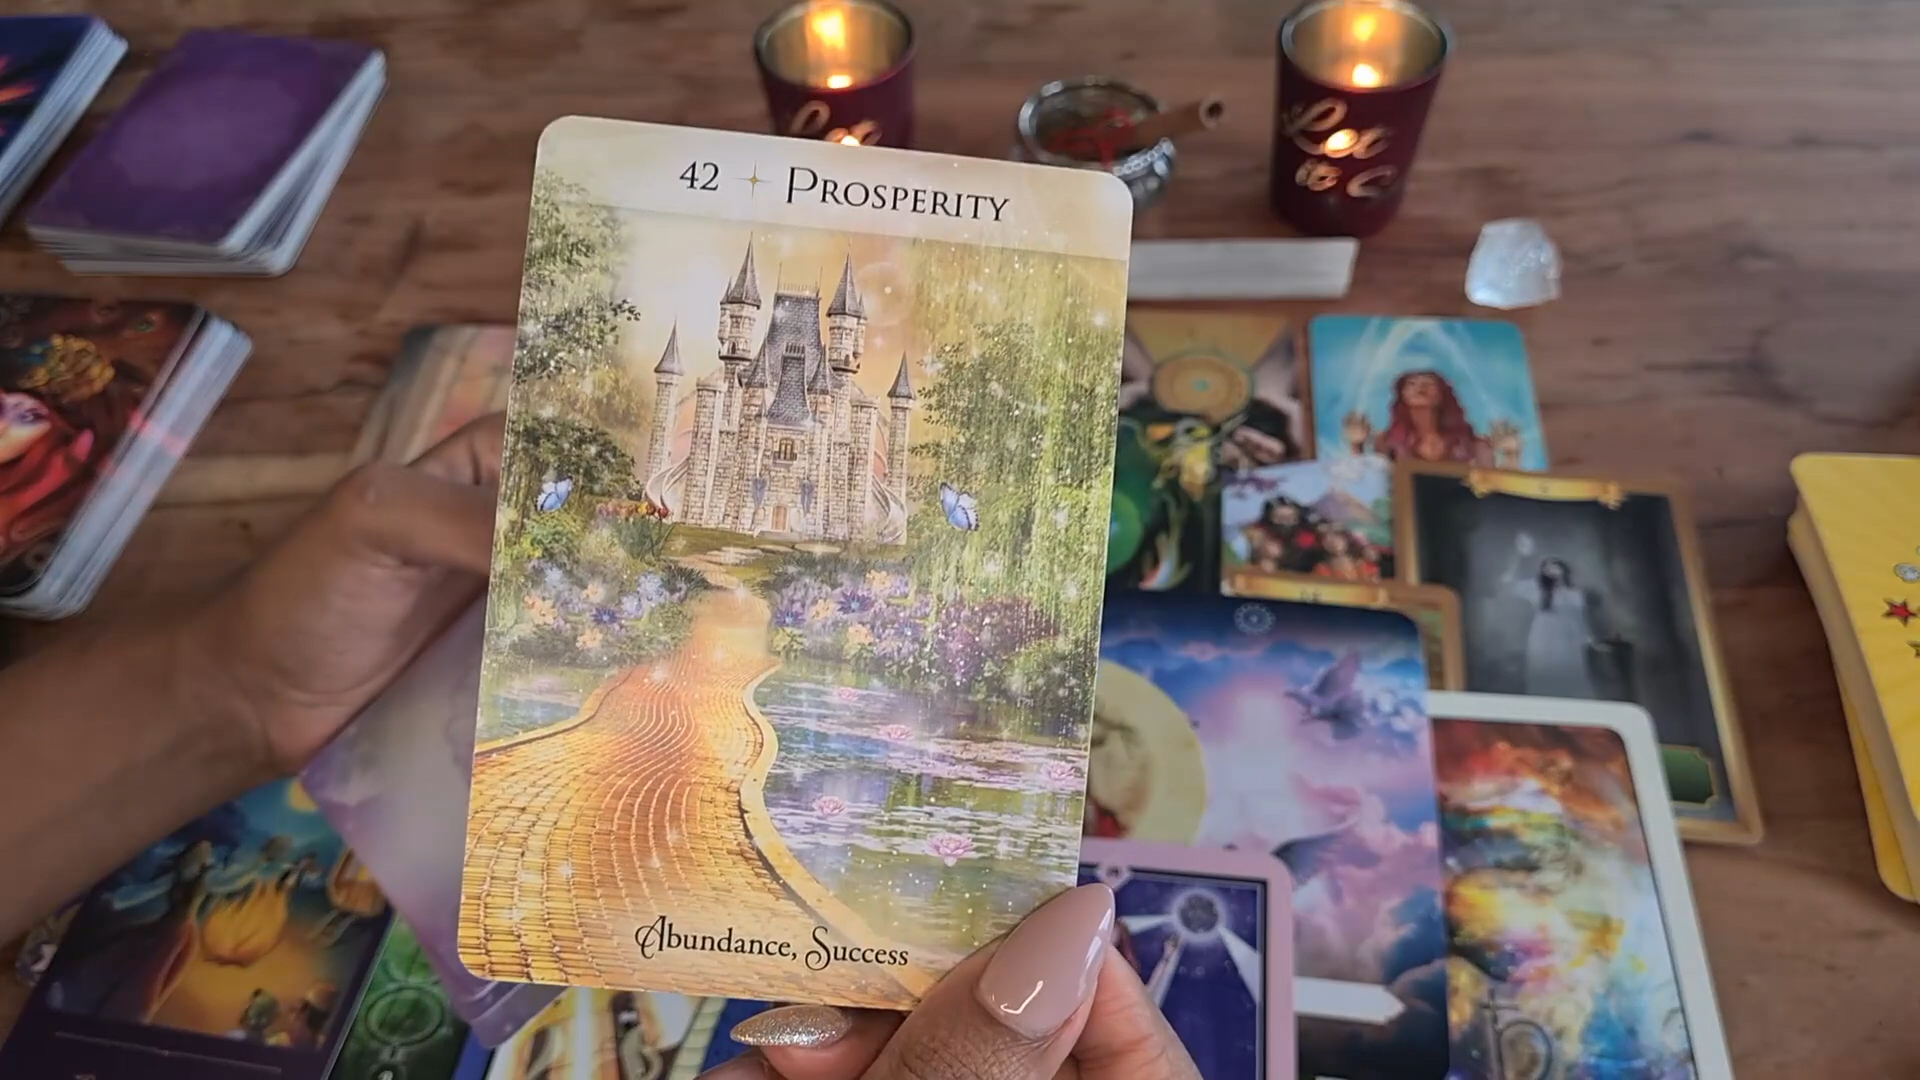 42 ✦ Prosperity
Abundance, Success